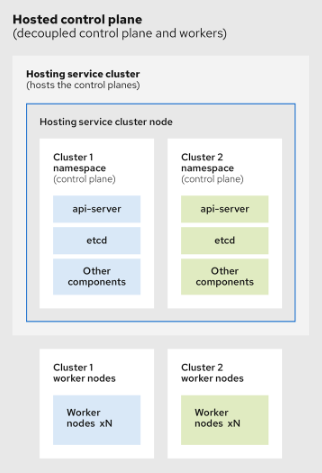 Hosted control plane
(decoupled control plane and workers)
Hosting service cluster
(hosts the control planes)
Hosting service cluster node
Cluster 1
namespace
(control plane)
api-server
etcd
Other
components
Cluster 2
namespace
(control plane)
api-server
etcd
Other
components
Cluster 1
worker nodes
Worker
nodes xN
Cluster 2
worker nodes
Worker
nodes xN